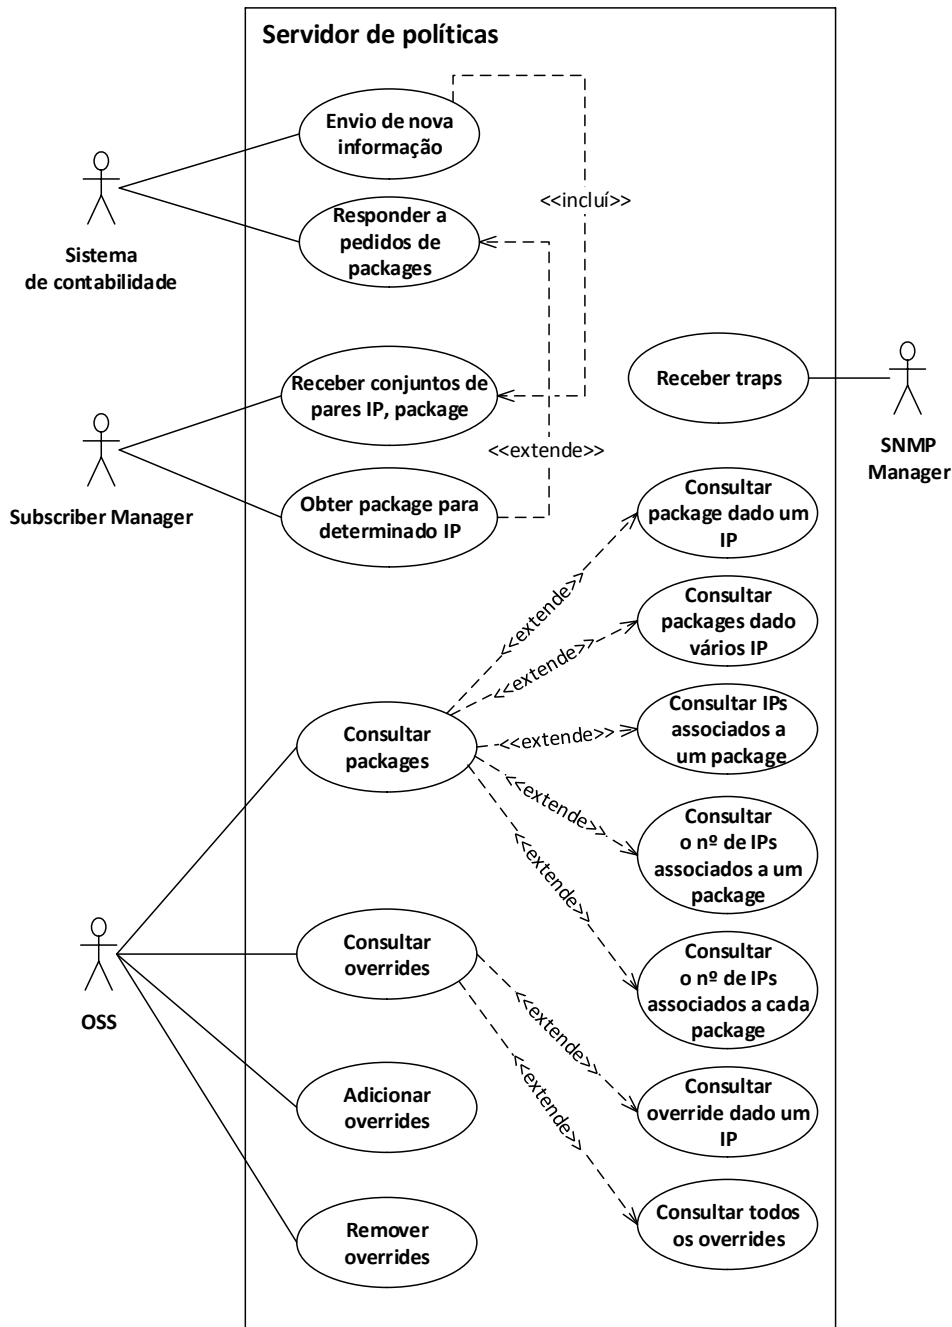 Servidor de políticas
Envio de nova
informação
<<incluí>>
Responder a
pedidos de
packages
Sistema
de contabilidade
Receber conjuntos de
pares IP, package
Receber traps
<<extende>>
SNMP
Manager
Subscriber Manager
Obter package para
determinado IP
Consultar
package dado um
IP
<<extende>>
Consultar
packages dado
vários IP
<<extende>>
Consultar
packages
<<extende>>
Consultar IPs
associados a
um package
<<extende>>
Consultar
o nº de IPs
associados a um
package
<<extende>>
Consultar
o nº de IPs
associados a cada
package
OSS
Consultar
overrides
<<extende>>
Consultar
override dado um
IP
<<extende>>
Adicionar
overrides
Consultar todos
os overrides
Remover
overrides